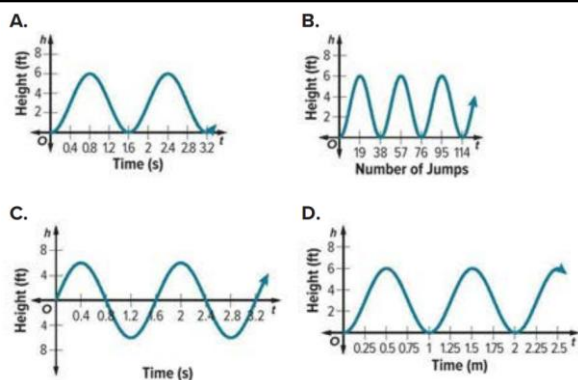 A.
h
Height (ft)
8
6
4
2
O
0.4 0.8 1.2 1.6 2 2.4 2.8 3.2 t
Time (s)
B.
h
Height (ft)
8
6
4
2
O
19 38 57 76 95 114 t
Number of Jumps
C.
h
Height (ft)
8
4
O
0.4 0.8 1.2 1.6 2 2.4 2.8 3.2 t
4
8
Time (s)
D.
h
Height (ft)
8
6
4
2
O
0.25 0.5 0.75 1 1.25 1.5 1.75 2 2.25 2.5 t
Time (m)